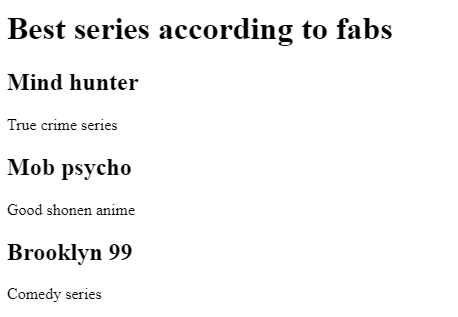 Best series according to fabs
Mind hunter
True crime series
Mob psycho
Good shonen anime
Brooklyn 99
Comedy series